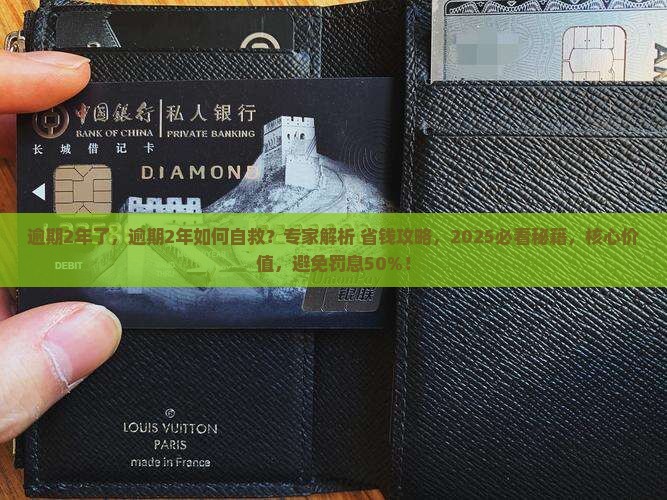 中国银行 私人银行
BANK OF CHINA PRIVATE BANKING
长城借记卡
DIAMOND
逾期2年了，逾期2年如何自救？专家解析 省钱攻略，2025必看秘籍，核心价
值，避免罚息50%！
DEBIT
银联
LOUIS VUITTON
PARIS
made in France